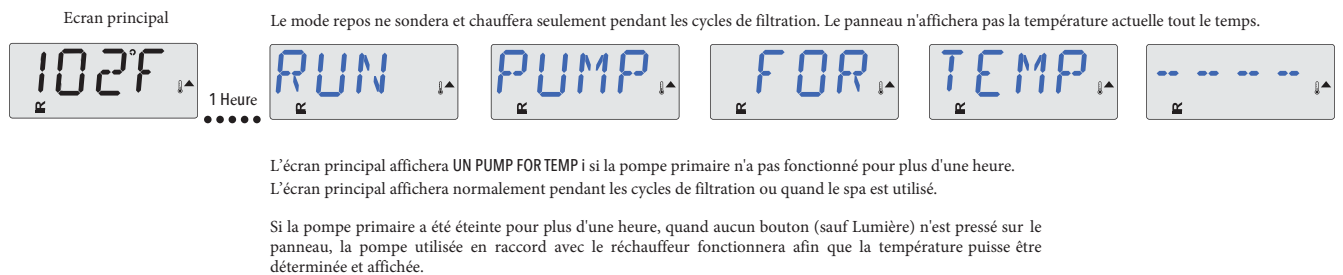 Ecran principal
Le mode repos ne sondera et chauffera seulement pendant les cycles de filtration. Le panneau n'affichera pas la température actuelle tout le temps.
102°F
R
1 Heure
RUN
R
PUMP
R
FOR
R
TEMP
R
-- -- -- --
R
L'écran principal affichera UN PUMP FOR TEMP i si la pompe primaire n'a pas fonctionné pour plus d'une heure.
L'écran principal affichera normalement pendant les cycles de filtration ou quand le spa est utilisé.
Si la pompe primaire a été éteinte pour plus d'une heure, quand aucun bouton (sauf Lumière) n'est pressé sur le
panneau, la pompe utilisée en raccord avec le réchauffeur fonctionnera afin que la température puisse être
déterminée et affichée.